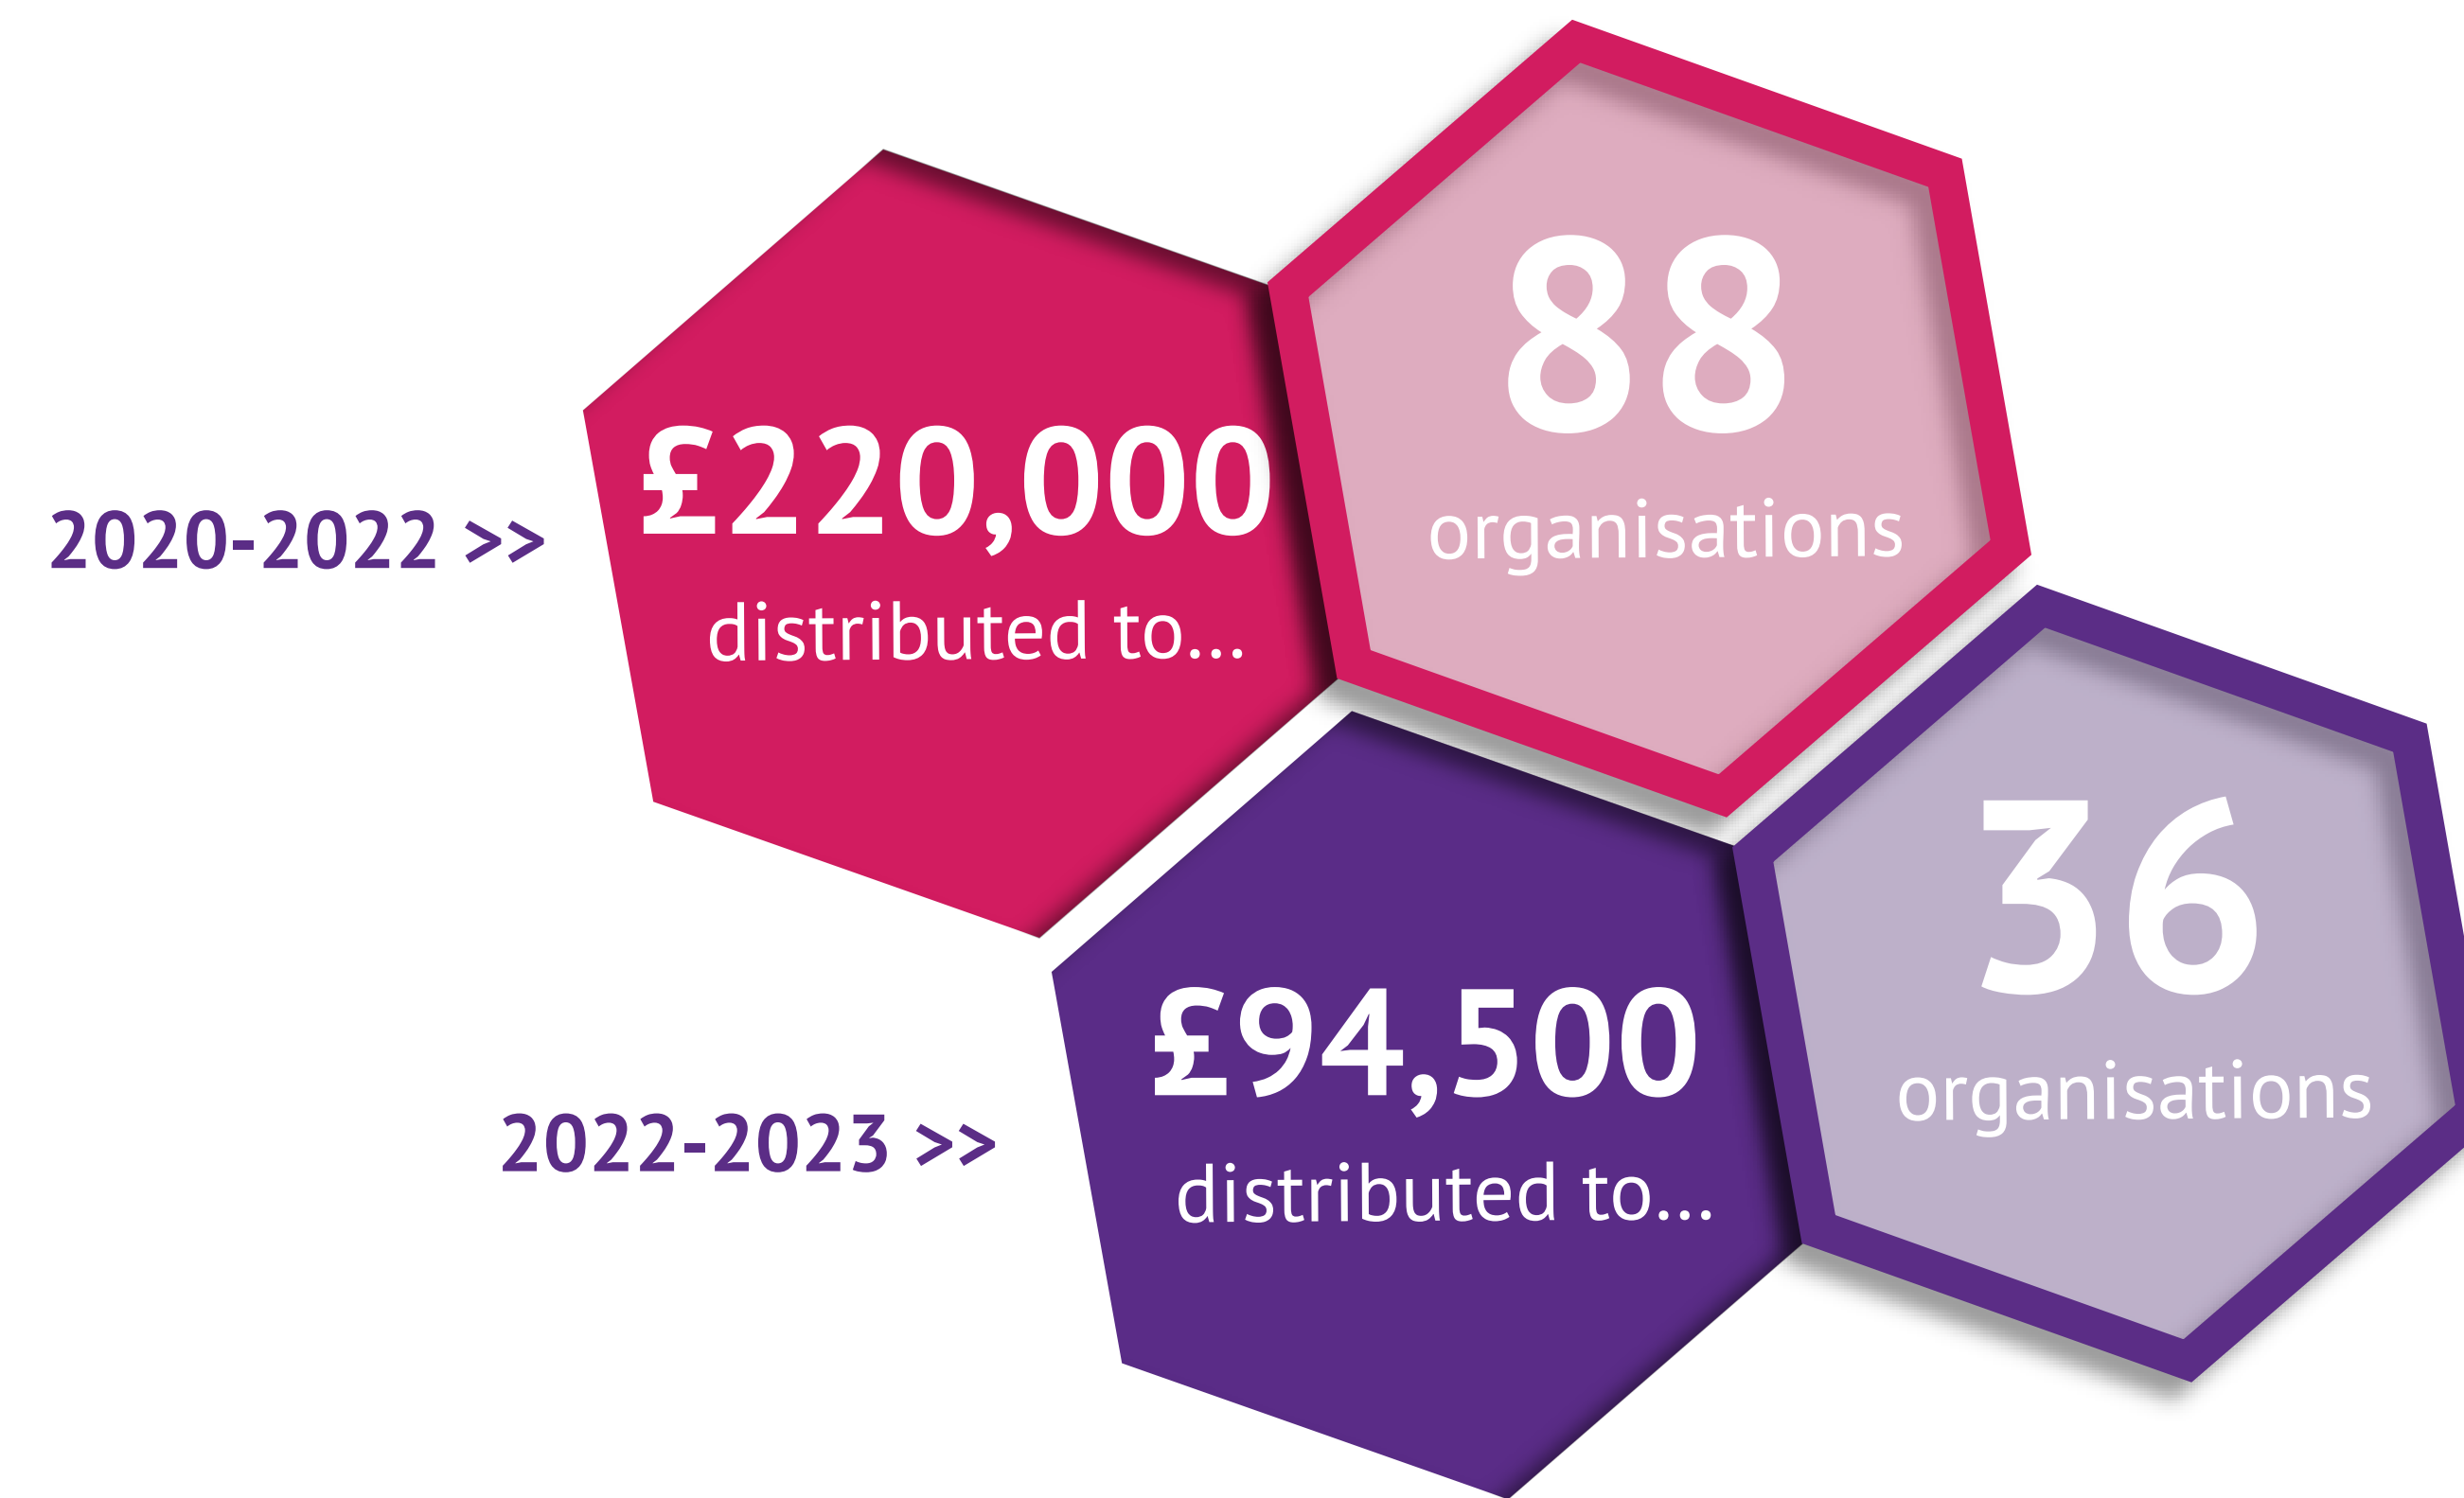 2020-2022 >>
£220,000
distributed to...
88
organisations
2022-2023 >>
£94,500
distributed to...
36
organisations